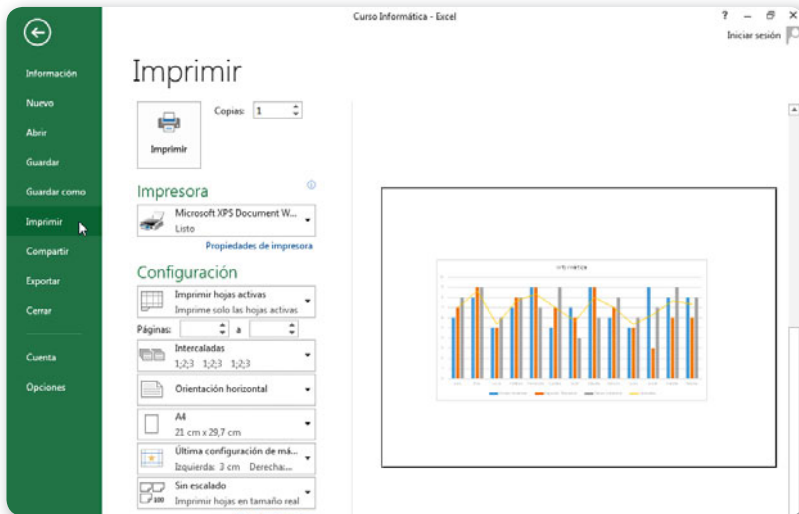 Curso Informática - Excel
Iniciar sesión
Información
Nuevo
Abrir
Guardar
Guardar como
Imprimir
Compartir
Exportar
Cerrar
Cuenta
Opciones
Imprimir
Copias: 1
Imprimir
Impresora
Microsoft XPS Document W...
Listo
Propiedades de impresora
Configuración
Imprimir hojas activas
Imprime solo las hojas activas
Páginas: a
Intercaladas
1;2;3 1;2;3 1;2;3
Orientación horizontal
A4
21 cm x 29,7 cm
Última configuración de má...
Izquierda: 3 cm Derecha:...
Sin escalado
100
Imprimir hojas en tamaño real